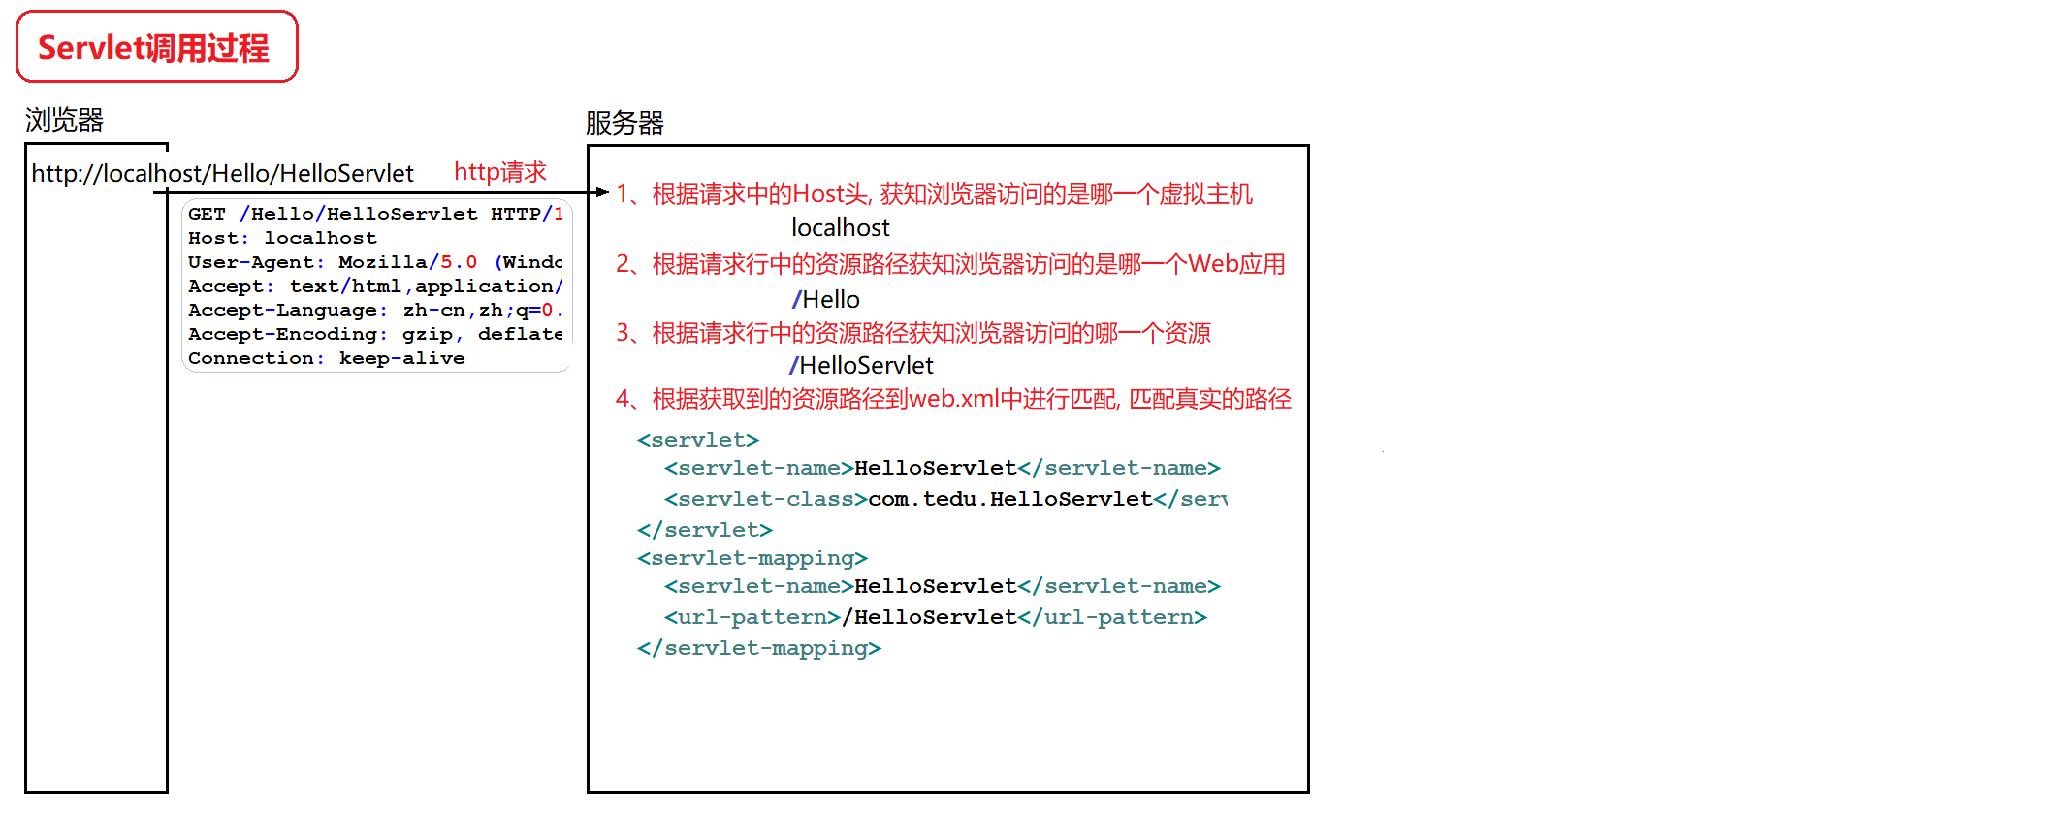 Servlet调用过程
浏览器
服务器
http://localhost/Hello/HelloServlet
http请求
GET /Hello/HelloServlet HTTP/1
Host: localhost
User-Agent: Mozilla/5.0 (Windo
Accept: text/html,application/
Accept-Language: zh-cn,zh;q=0.
Accept-Encoding: gzip, deflate
Connection: keep-alive
1、根据请求中的Host头, 获知浏览器访问的是哪一个虚拟主机
localhost
2、根据请求行中的资源路径获知浏览器访问的是哪一个Web应用
/Hello
3、根据请求行中的资源路径获知浏览器访问的哪一个资源
/HelloServlet
4、根据获取到的资源路径到web.xml中进行匹配, 匹配真实的路径
<servlet>
<servlet-name>HelloServlet</servlet-name>
<servlet-class>com.tedu.HelloServlet</serv
</servlet>
<servlet-mapping>
<servlet-name>HelloServlet</servlet-name>
<url-pattern>/HelloServlet</url-pattern>
</servlet-mapping>